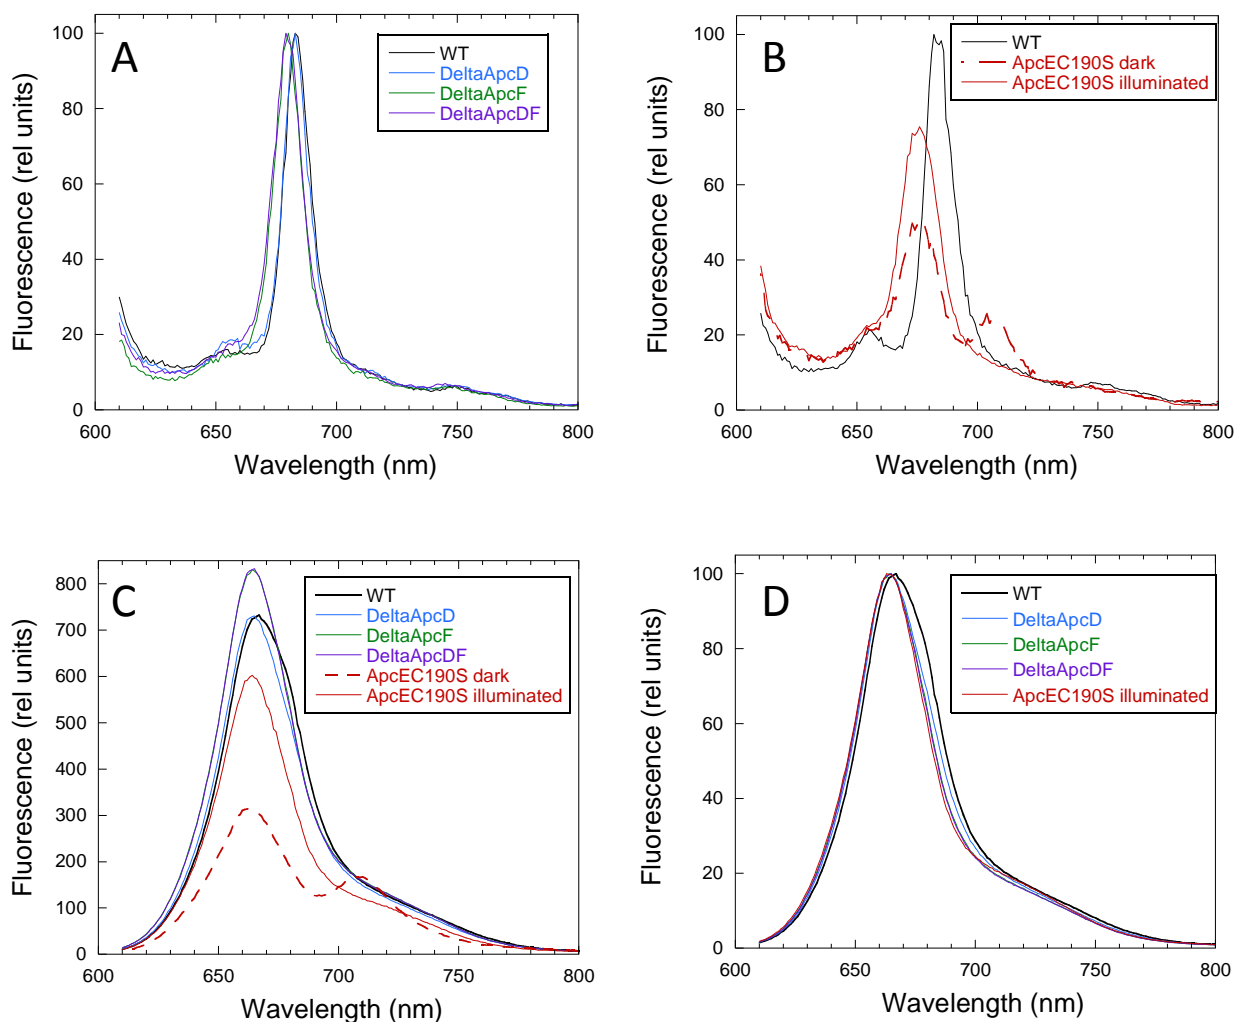 A
WT
DeltaApcD
DeltaApcF
DeltaApcDF
Fluorescence (rel units)
100
80
60
40
20
0
600
650
700
750
800
Wavelength (nm)
B
WT
ApcEC190S dark
ApcEC190S illuminated
Fluorescence (rel units)
100
80
60
40
20
0
600
650
700
750
800
Wavelength (nm)
C
WT
DeltaApcD
DeltaApcF
DeltaApcDF
ApcEC190S dark
ApcEC190S illuminated
Fluorescence (rel units)
800
700
600
500
400
300
200
100
0
600
650
700
750
800
Wavelength (nm)
D
WT
DeltaApcD
DeltaApcF
DeltaApcDF
ApcEC190S illuminated
Fluorescence (rel units)
100
80
60
40
20
0
600
650
700
750
800
Wavelength (nm)